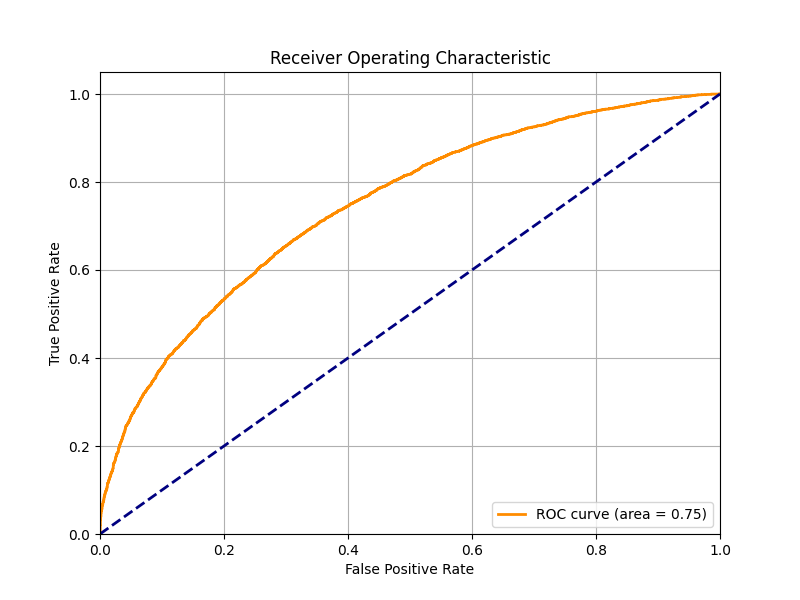 Receiver Operating Characteristic
True Positive Rate
1.0
0.8
0.6
0.4
0.2
0.0
ROC curve (area = 0.75)
0.0 0.2 0.4 0.6 0.8 1.0
False Positive Rate